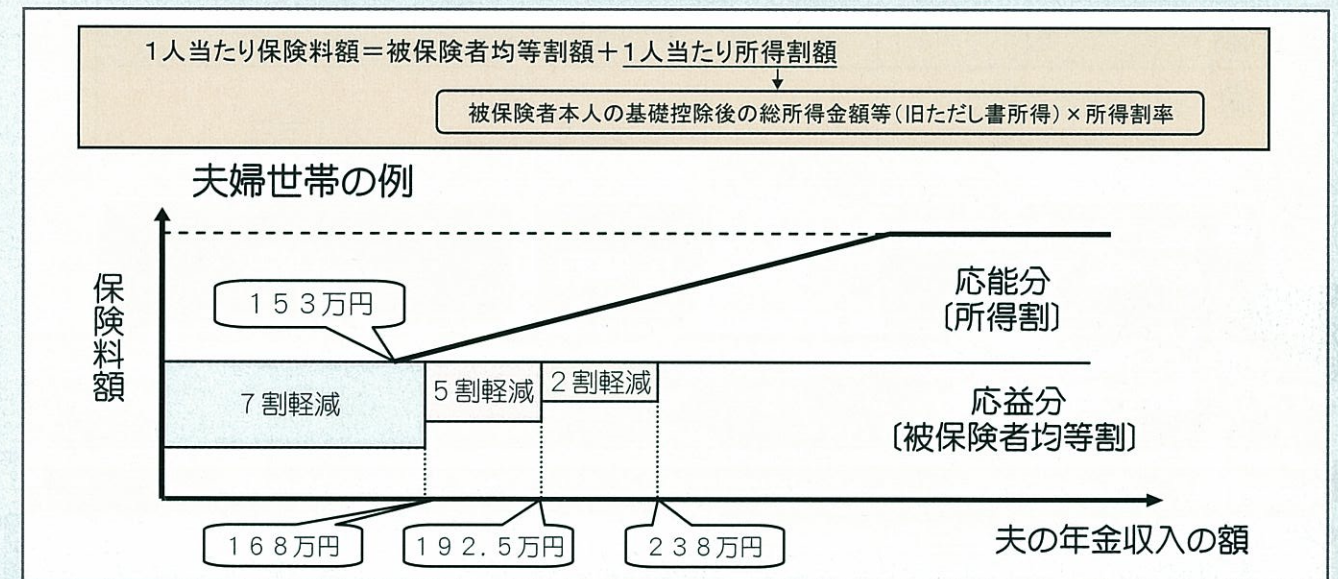 1人当たり保険料額＝被保険者均等割額＋1人当たり所得割額
被保険者本人の基礎控除後の総所得金額等（旧ただし書所得）×所得割率
夫婦世帯の例
保険料額
153万円
応能分
〔所得割〕
7割軽減
5割軽減
2割軽減
応益分
〔被保険者均等割〕
168万円
192.5万円
238万円
夫の年金収入の額